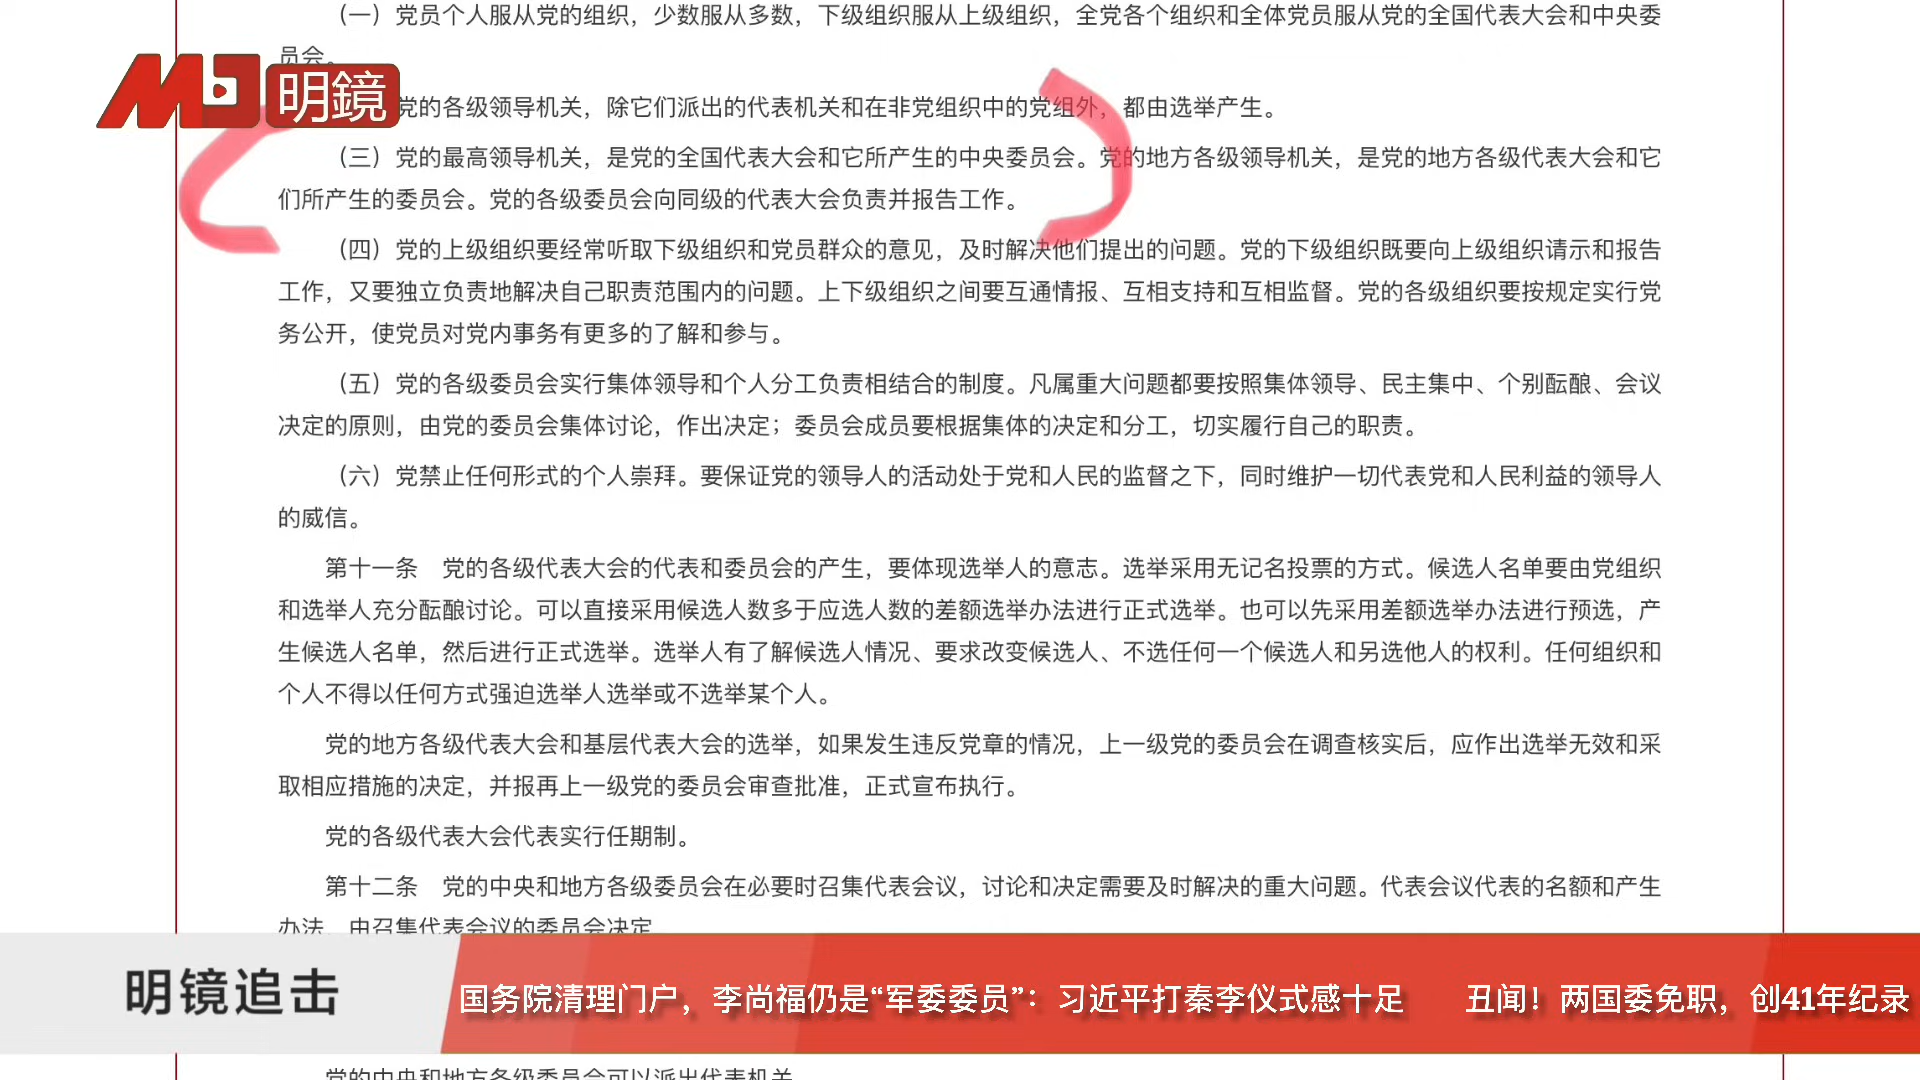 （一）党员个人服从党的组织，少数服从多数，下级组织服从上级组织，全党各个组织和全体党员服从党的全国代表大会和中央委
员会。
明鏡
党的各级领导机关，除它们派出的代表机关和在非党组织中的党组外，都由选举产生。
（三）党的最高领导机关，是党的全国代表大会和它所产生的中央委员会。党的地方各级领导机关，是党的地方各级代表大会和它
们所产生的委员会。党的各级委员会向同级的代表大会负责并报告工作。
（四）党的上级组织要经常听取下级组织和党员群众的意见，及时解决他们提出的问题。党的下级组织既要向上级组织请示和报告
工作，又要独立负责地解决自己职责范围内的问题。上下级组织之间要互通情报、互相支持和互相监督。党的各级组织要按规定实行党
务公开，使党员对党内事务有更多的了解和参与。
（五）党的各级委员会实行集体领导和个人分工负责相结合的制度。凡属重大问题都要按照集体领导、民主集中、个别酝酿、会议
决定的原则，由党的委员会集体讨论，作出决定；委员会成员要根据集体的决定和分工，切实履行自己的职责。
（六）党禁止任何形式的个人崇拜。要保证党的领导人的活动处于党和人民的监督之下，同时维护一切代表党和人民利益的领导人
的威信。
第十一条　党的各级代表大会的代表和委员会的产生，要体现选举人的意志。选举采用无记名投票的方式。候选人名单要由党组织
和选举人充分酝酿讨论。可以直接采用候选人数多于应选人数的差额选举办法进行正式选举。也可以先采用差额选举办法进行预选，产
生候选人名单，然后进行正式选举。选举人有了解候选人情况、要求改变候选人、不选任何一个候选人和另选他人的权利。任何组织和
个人不得以任何方式强迫选举人选举或不选举某个人。
党的地方各级代表大会和基层代表大会的选举，如果发生违反党章的情况，上一级党的委员会在调查核实后，应作出选举无效和采
取相应措施的决定，并报再上一级党的委员会审查批准，正式宣布执行。
党的各级代表大会代表实行任期制。
第十二条　党的中央和地方各级委员会在必要时召集代表会议，讨论和决定需要及时解决的重大问题。代表会议代表的名额和产生
办法，由召集代表会议的委员会决定
明镜追击
国务院清理门户，李尚福仍是“军委委员”：习近平打秦李仪式感十足　丑闻！两国委免职，创41年纪录
党的中央和地方各级委员会可以派出代表机关